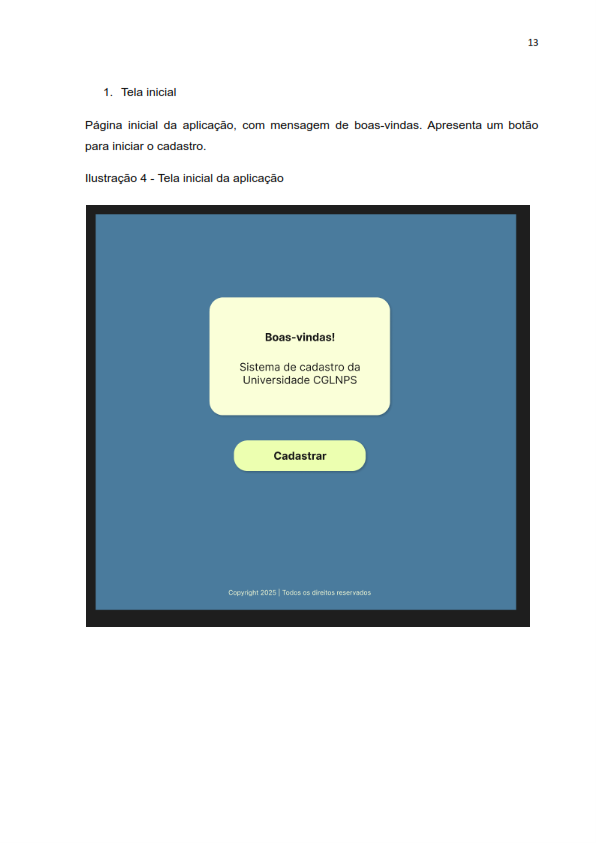 13
1. Tela inicial
Página inicial da aplicação, com mensagem de boas-vindas. Apresenta um botão
para iniciar o cadastro.
Ilustração 4 - Tela inicial da aplicação
Boas-vindas!
Sistema de cadastro da
Universidade CGLNPS
Cadastrar
Copyright 2025 | Todos os direitos reservados